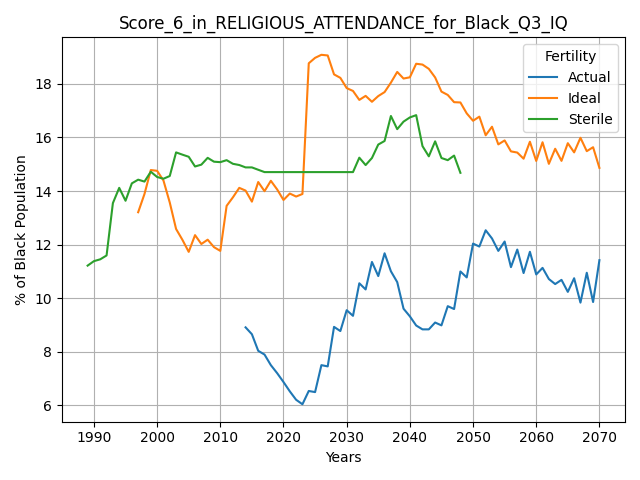 Score_6_in_RELIGIOUS_ATTENDANCE_for_Black_Q3_IQ
Fertility
Actual
Ideal
Sterile
% of Black Population
18
16
14
12
10
8
6
1990 2000 2010 2020 2030 2040 2050 2060 2070
Years